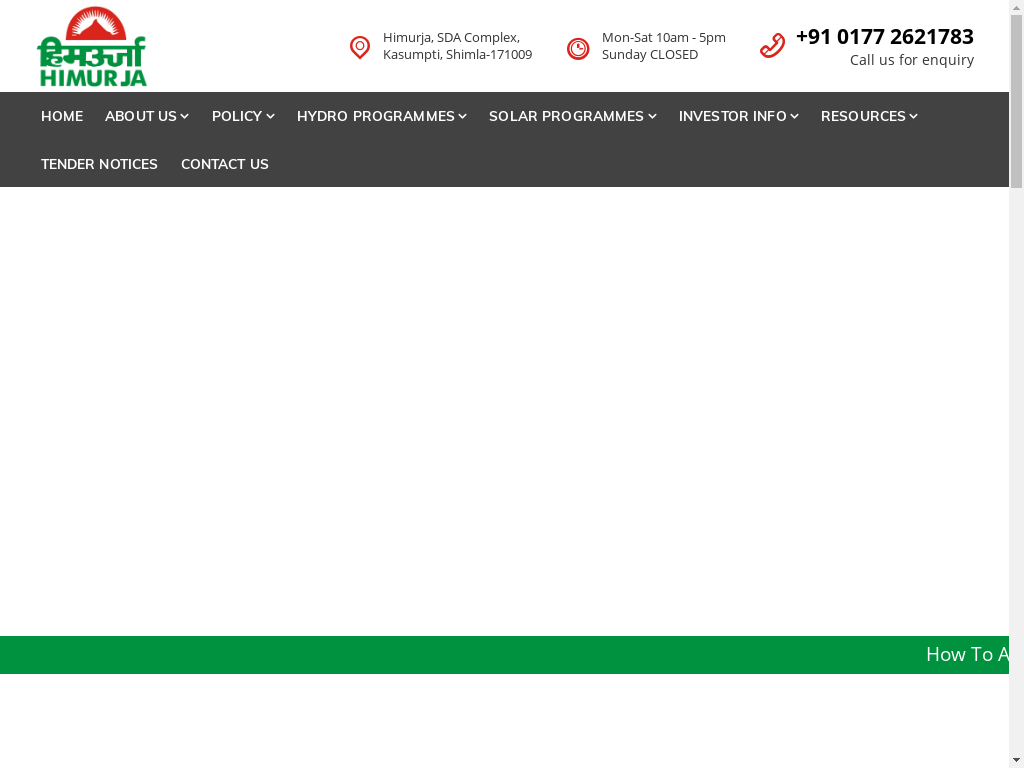 हिमऊर्जा
HIMURJA
Himurja, SDA Complex,
Kasumpti, Shimla-171009
Mon-Sat 10am - 5pm
Sunday CLOSED
+91 0177 2621783
Call us for enquiry
HOME ABOUT US POLICY HYDRO PROGRAMMES SOLAR PROGRAMMES INVESTOR INFO RESOURCES
TENDER NOTICES CONTACT US
How To A